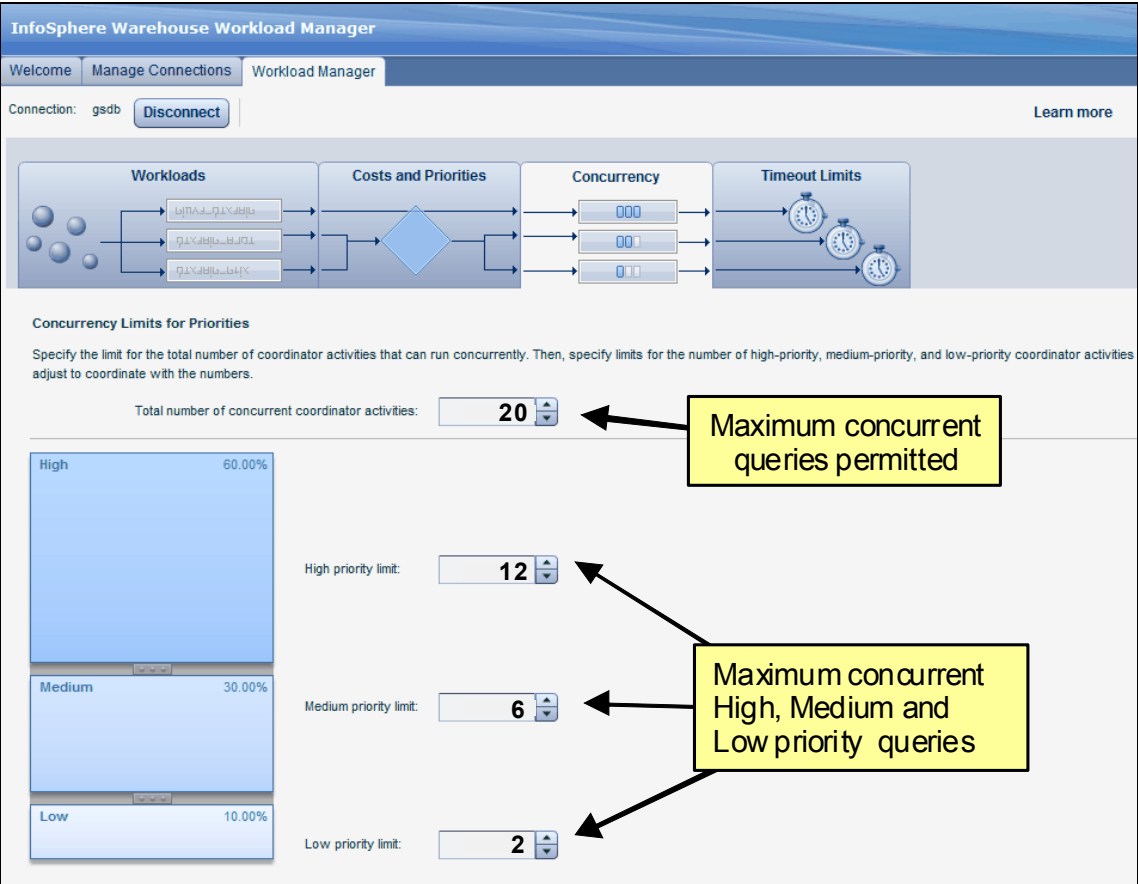 InfoSphere Warehouse Workload Manager
Welcome
Manage Connections
Workload Manager
Connection: gsdb
Disconnect
Learn more
Workloads
Costs and Priorities
Concurrency
Timeout Limits
Concurrency Limits for Priorities
Specify the limit for the total number of coordinator activities that can run concurrently. Then, specify limits for the number of high-priority, medium-priority, and low-priority coordinator activities
adjust to coordinate with the numbers.
Total number of concurrent coordinator activities: 20
Maximum concurrent
queries permitted
High 60.00%
High priority limit: 12
Maximum concurrent
High, Medium and
Low priority queries
Medium 30.00%
Medium priority limit: 6
Low 10.00%
Low priority limit: 2